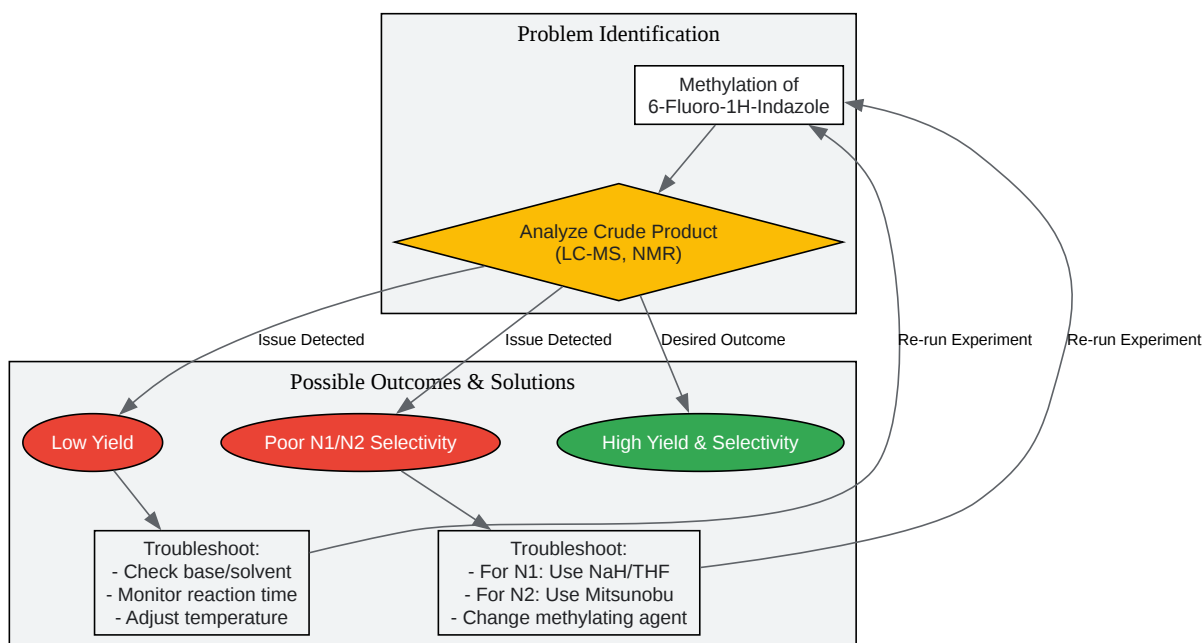 Problem Identification
Methylation of
6-Fluoro-1H-Indazole
Analyze Crude Product
(LC-MS, NMR)
Issue Detected
Issue Detected
Desired Outcome
Re-run Experiment
Re-run Experiment
Possible Outcomes & Solutions
Low Yield
Poor N1/N2 Selectivity
High Yield & Selectivity
Troubleshoot:
- Check base/solvent
- Monitor reaction time
- Adjust temperature
Troubleshoot:
- For N1: Use NaH/THF
- For N2: Use Mitsunobu
- Change methylating agent